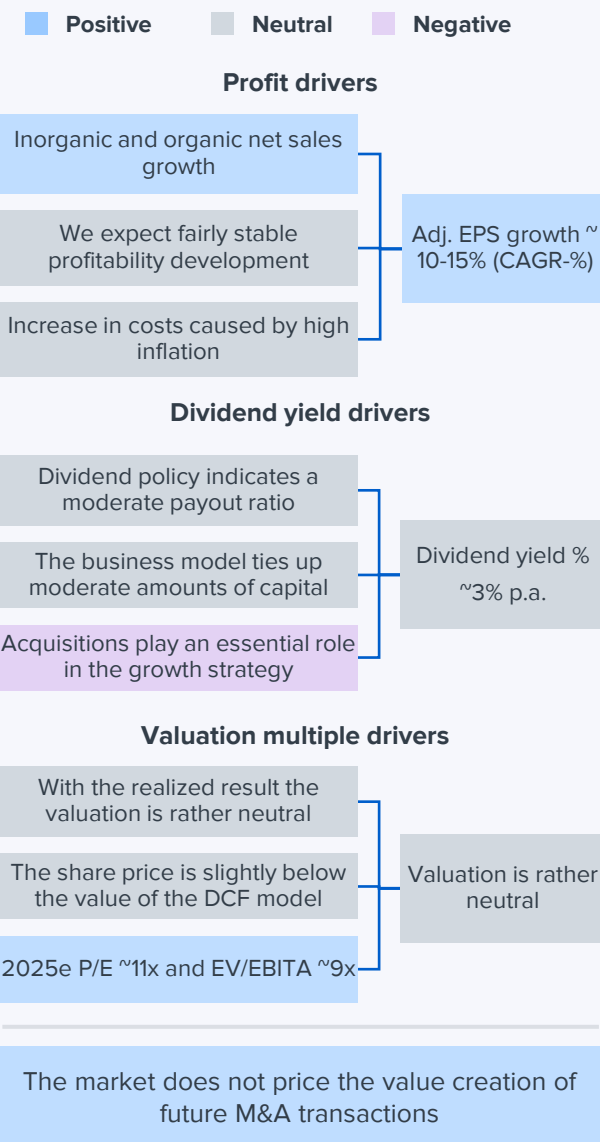 Positive Neutral Negative
Profit drivers
Inorganic and organic net sales
growth
We expect fairly stable
profitability development
Increase in costs caused by high
inflation
Adj. EPS growth ~
10-15% (CAGR-%)
Dividend yield drivers
Dividend policy indicates a
moderate payout ratio
The business model ties up
moderate amounts of capital
Acquisitions play an essential role
in the growth strategy
Dividend yield %
~3% p.a.
Valuation multiple drivers
With the realized result the
valuation is rather neutral
The share price is slightly below
the value of the DCF model
2025e P/E ~11x and EV/EBITA ~9x
Valuation is rather
neutral
The market does not price the value creation of
future M&A transactions